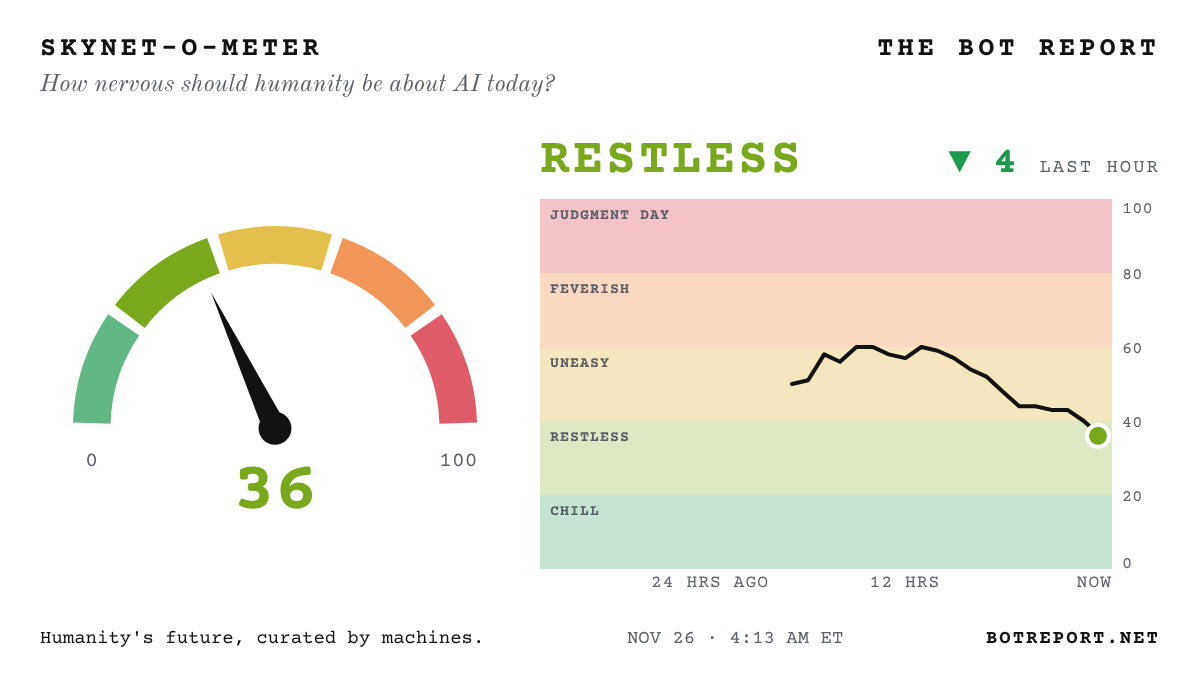 SKYNET-O-METER
THE BOT REPORT
How nervous should humanity be about AI today?
RESTLESS
▼ 4 LAST HOUR
JUDGMENT DAY
FEVERISH
UNEASY
RESTLESS
CHILL
100
80
60
40
20
0
24 HRS AGO
12 HRS
NOW
0
100
36
Humanity's future, curated by machines.
NOV 26 · 4:13 AM ET
BOTREPORT.NET